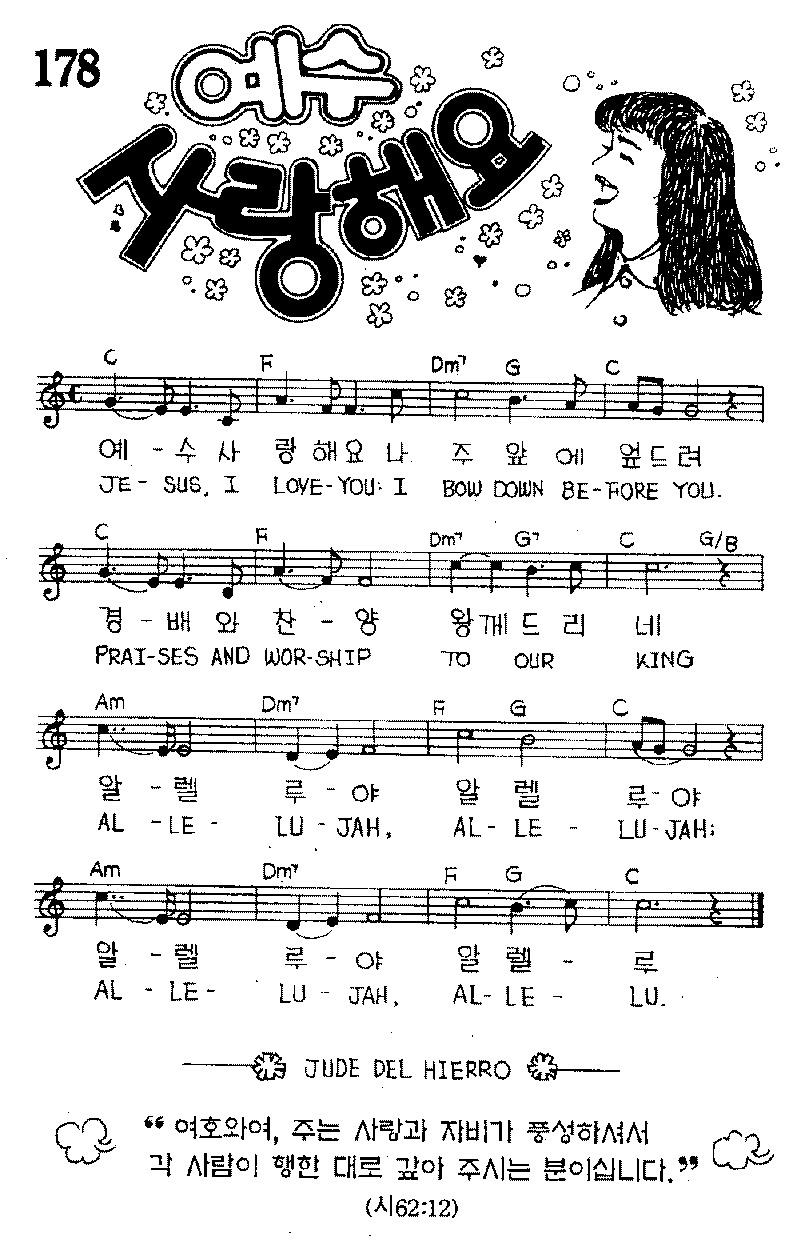 178
예수
사랑해요
C F Dm7 G C
예 - 수 사 랑 해 요 나 주 앞 에 엎 드 려
JE - SUS, I LOVE-YOU: I BOW DOWN BE-FORE YOU.
C F Dm7 G7 C G/B
경 - 배 와 찬 - 양 왕 께 드 리 네
PRAI-SES AND WOR-SHIP TO OUR KING
Am Dm7 F G C
알 - 렐 루 - 야 알 렐 루 - 야
AL - LE - LU - JAH, AL - LE - LU - JAH;
Am Dm7 F G C
알 - 렐 루 - 야 알 렐 - 루
AL - LE - LU - JAH, AL - LE - LU.
JUDE DEL HIERRO
“여호와여, 주는 사랑과 자비가 풍성하셔서
각 사람이 행한 대로 갚아 주시는 분이십니다.”
(시62:12)